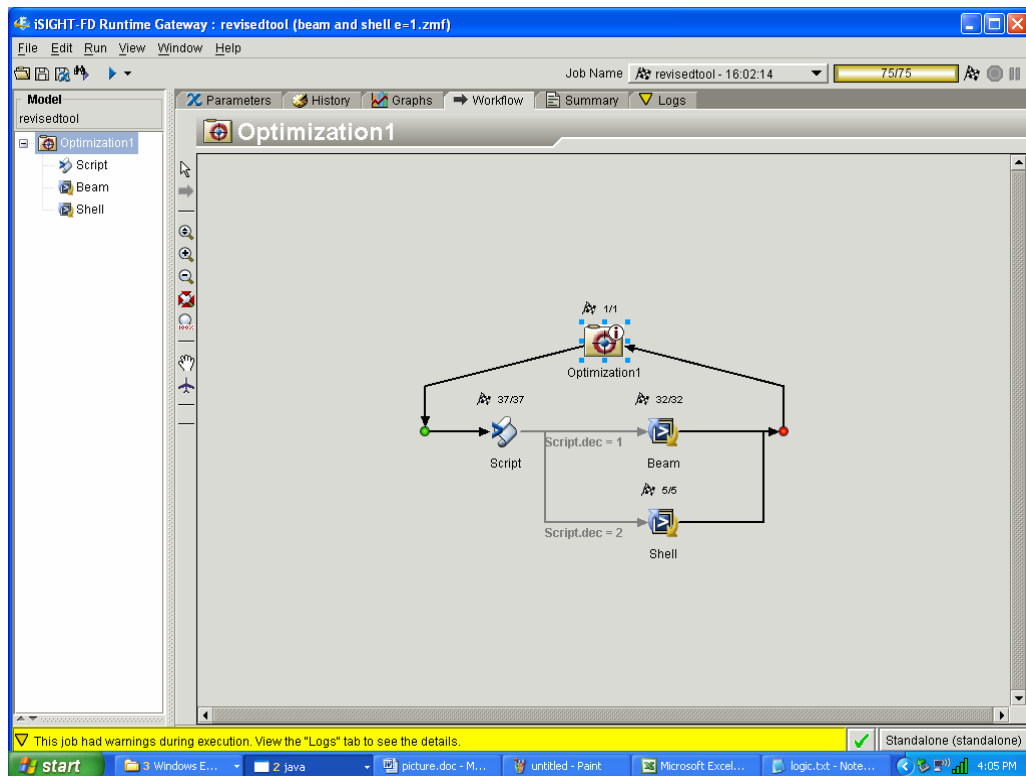 iSIGHT-FD Runtime Gateway : revisedtool (beam and shell e=1.zmf)
File Edit Run View Window Help
Job Name revisedtool - 16:02:14 75/75
Model
revisedtool
Optimization1
Script
Beam
Shell
Parameters History Graphs Workflow Summary Logs
Optimization1
1/1
Optimization1
37/37
32/32
Script.dec = 1
Script
Beam
5/5
Script.dec = 2
Shell
This job had warnings during execution. View the "Logs" tab to see the details.
Standalone (standalone)
start 3 Windows E... 2 java picture.doc - M... untitled - Paint Microsoft Excel... logic.txt - Note... 4:05 PM